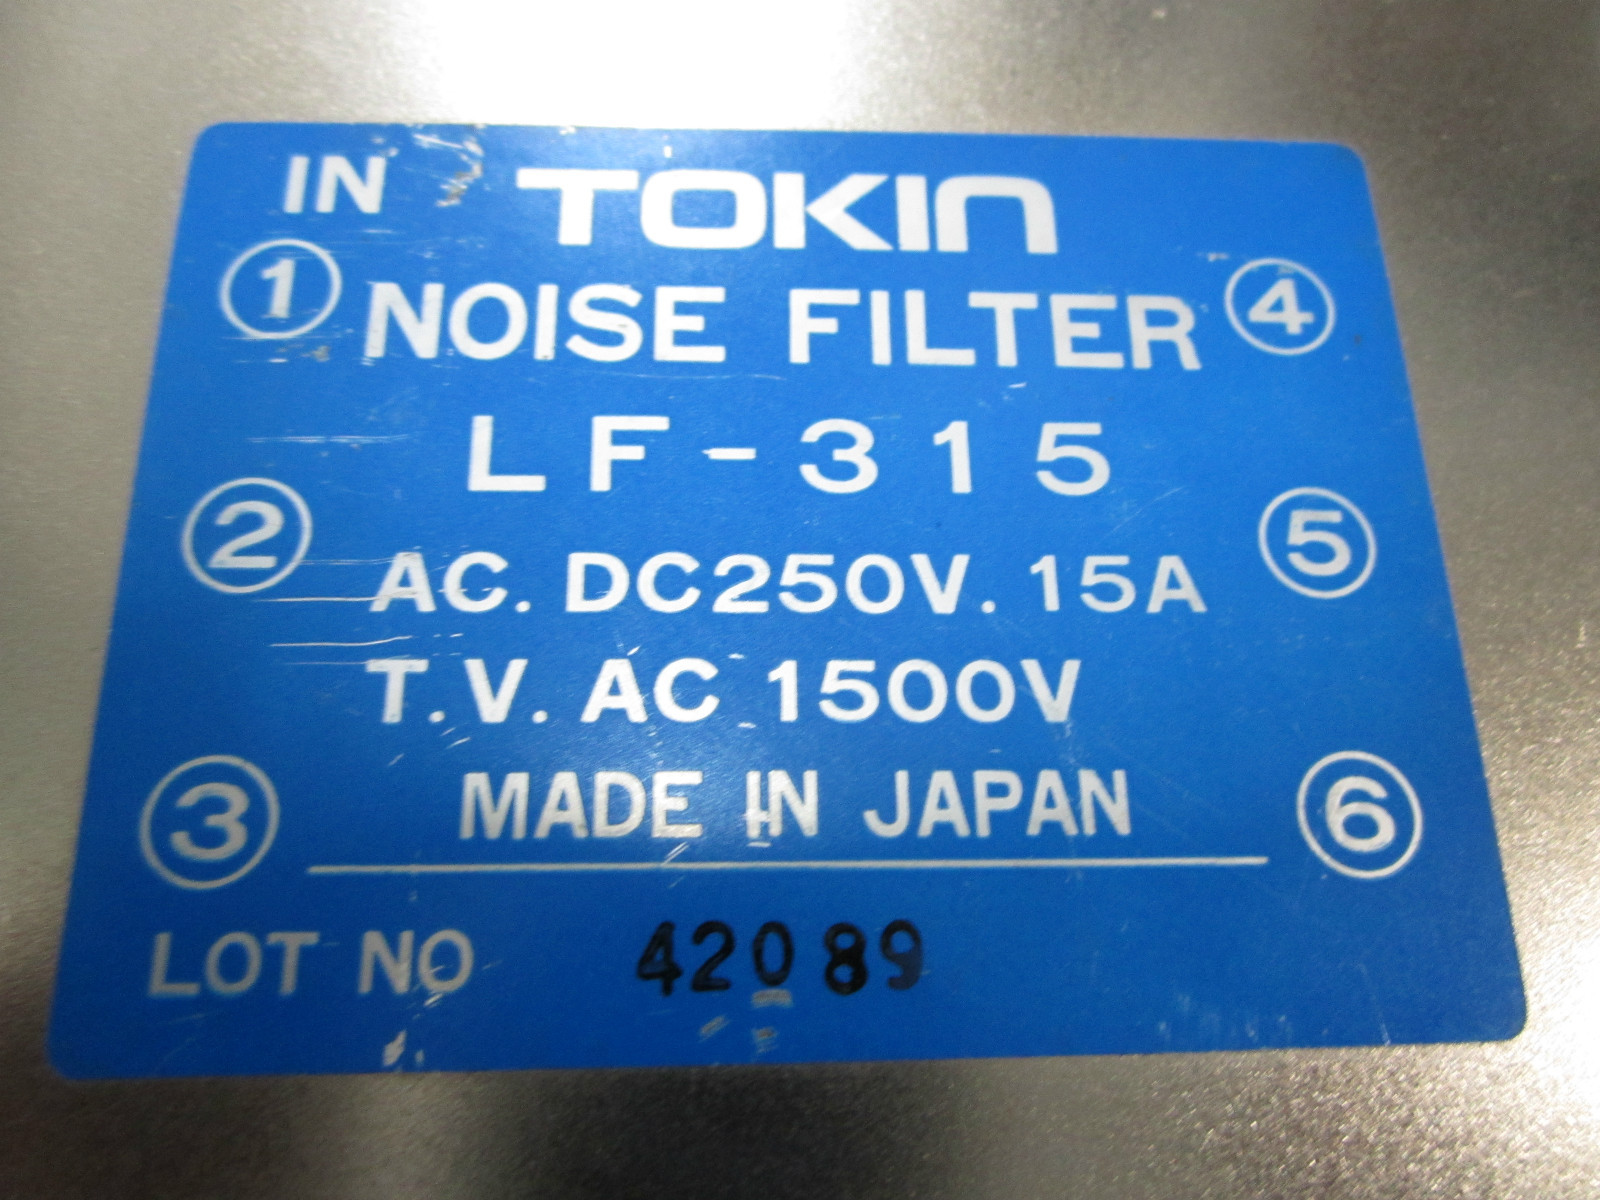 IN TOKIN
① NOISE FILTER ④
LF-315
② AC. DC250V. 15A ⑤
T.V. AC 1500V
③ MADE IN JAPAN ⑥
LOT NO 42089